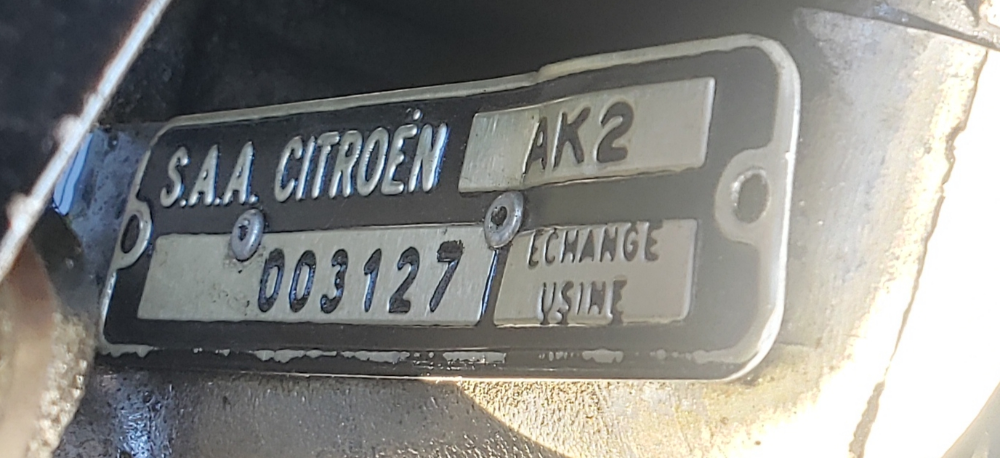 S.A.A. CITROËN AK2
003127 ECHANGE
USINE